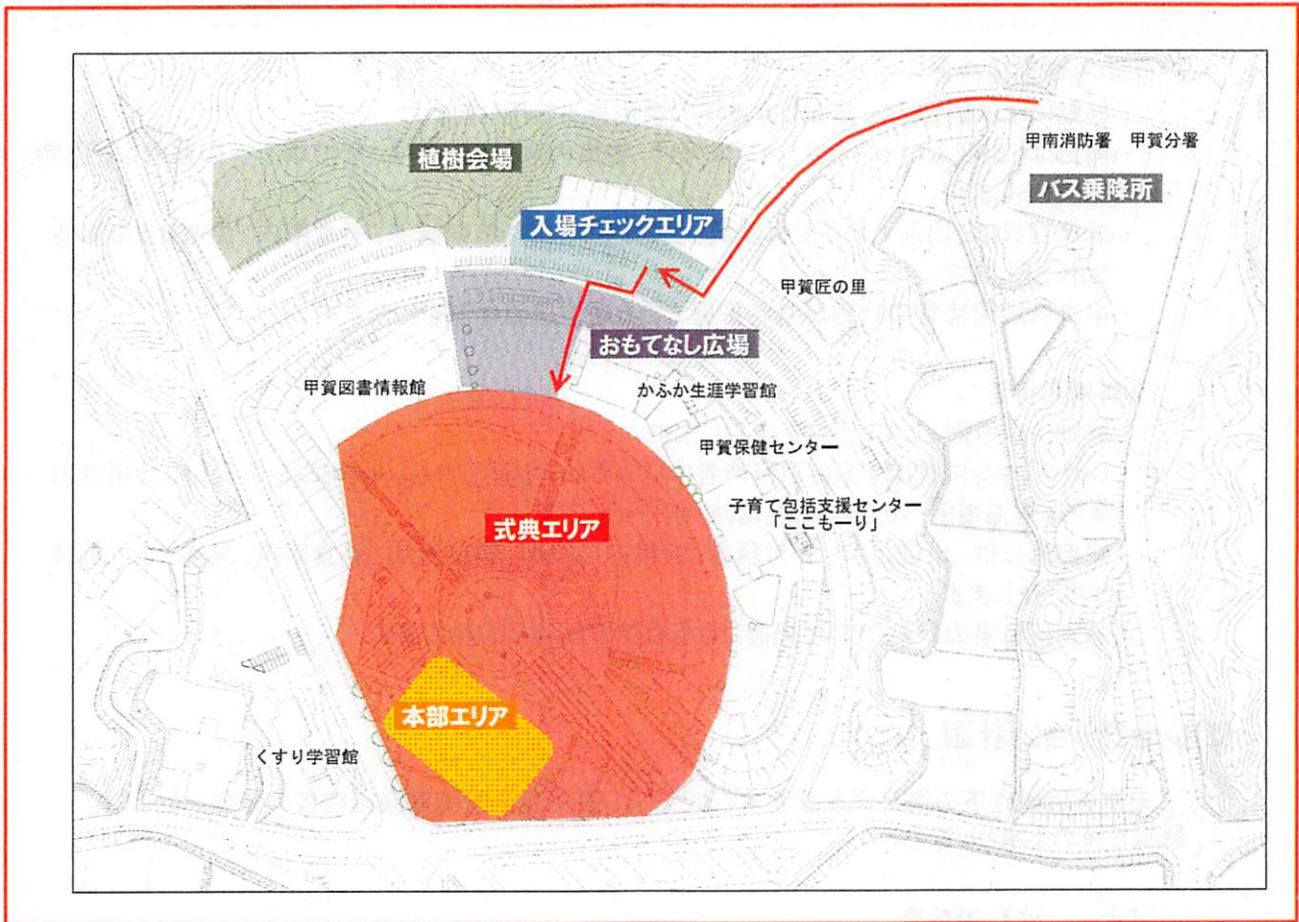 植樹会場
甲南消防署　甲賀分署
バス乗降所
入場チェックエリア
甲賀匠の里
おもてなし広場
甲賀図書情報館
かふか生涯学習館
甲賀保健センター
子育て包括支援センター
「ここもーり」
式典エリア
本部エリア
くすり学習館